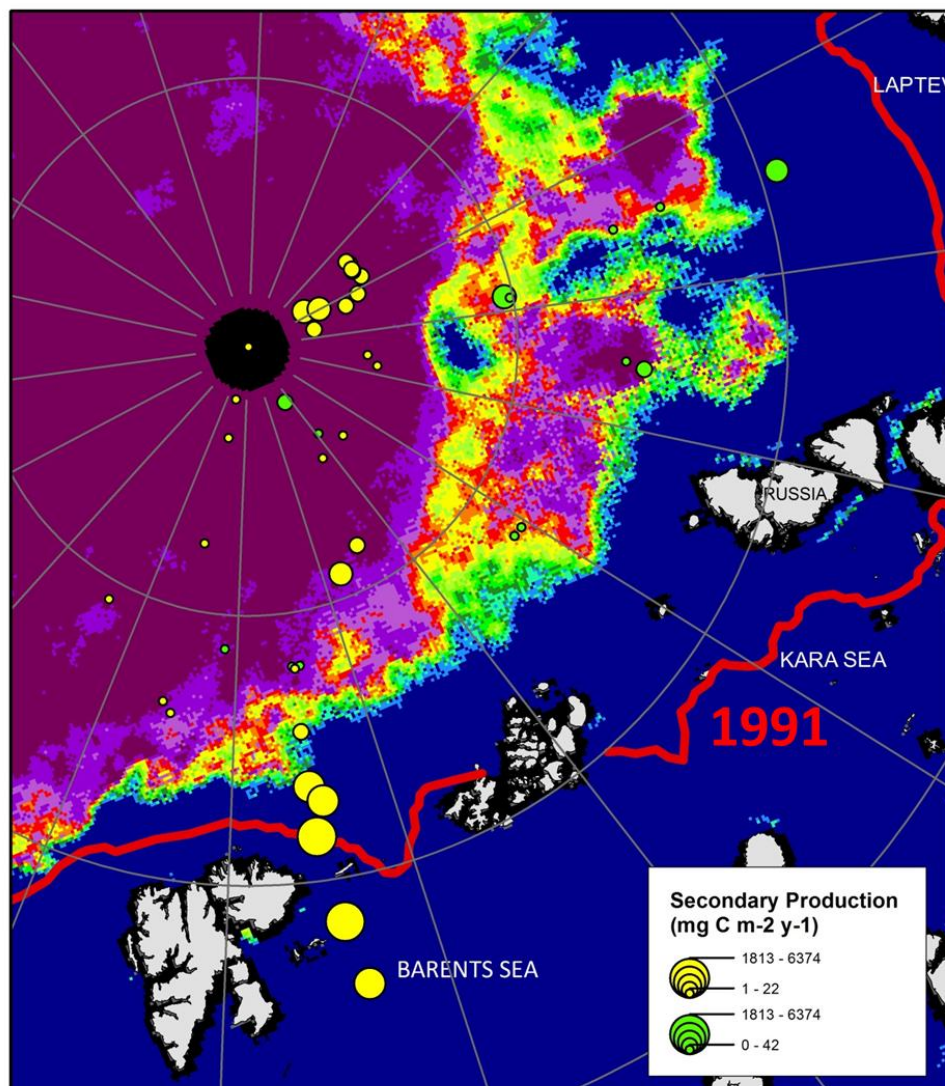 LAPTEV
RUSSIA
KARA SEA
1991
BARENTS SEA
Secondary Production
(mg C m-2 y-1)
1813 - 6374
1 - 22
1813 - 6374
0 - 42